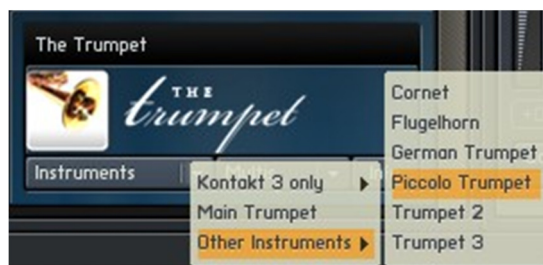 The Trumpet
THE
trumpet
Instruments
Kontakt 3 only
Main Trumpet
Other Instruments
Cornet
Flugelhorn
German Trumpet
Piccolo Trumpet
Trumpet 2
Trumpet 3